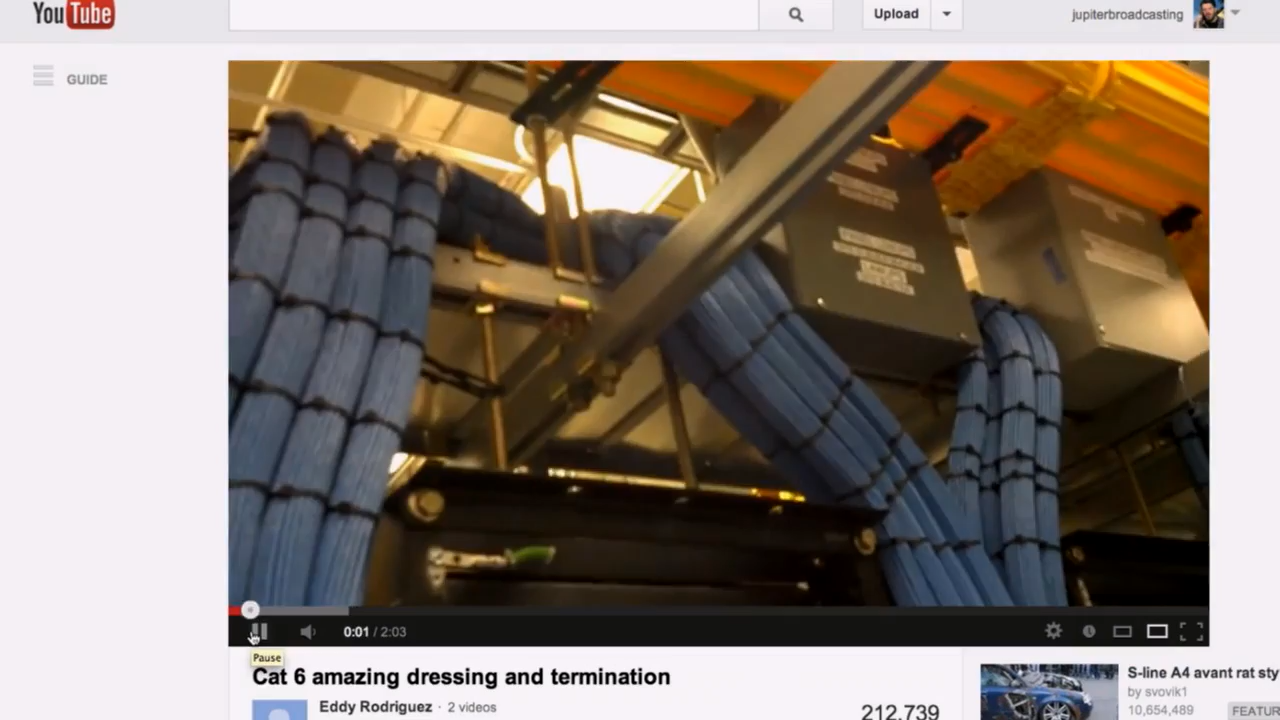 YouTube
Upload
jupiterbroadcasting
GUIDE
0:01 / 2:03
Pause
Cat 6 amazing dressing and termination
Eddy Rodriguez · 2 videos
212,739
S-line A4 avant rat sty
by svovik1
10,654,489
FEATUR